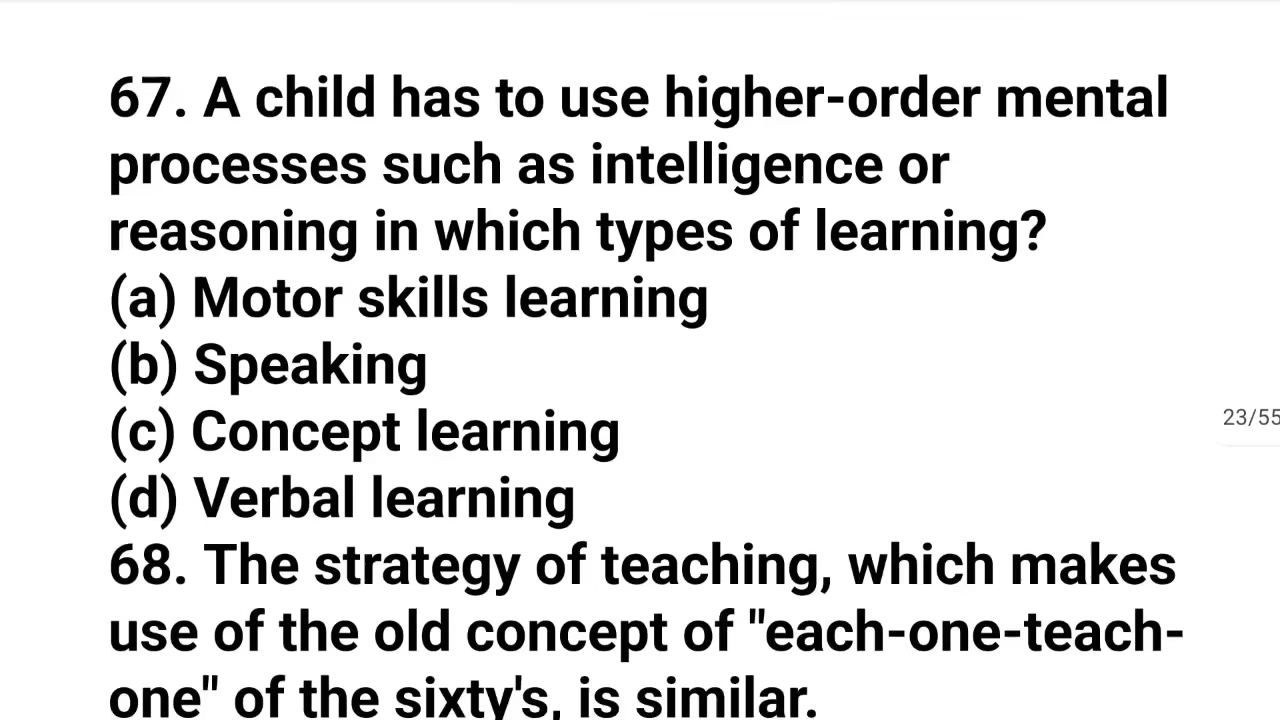 67. A child has to use higher-order mental
processes such as intelligence or
reasoning in which types of learning?
(a) Motor skills learning
(b) Speaking
(c) Concept learning
(d) Verbal learning
23/55
68. The strategy of teaching, which makes
use of the old concept of "each-one-teach-
one" of the sixty's, is similar.